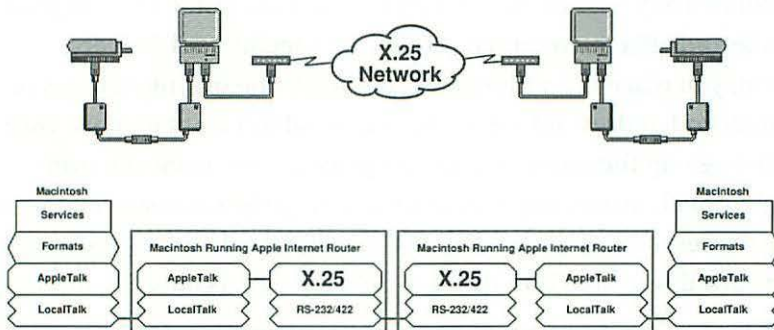 X.25
Network
Macintosh
Macintosh
Services
Services
Formats
Macintosh Running Apple Internet Router
Macintosh Running Apple Internet Router
Formats
AppleTalk
AppleTalk
X.25
X.25
AppleTalk
AppleTalk
LocalTalk
LocalTalk
RS-232/422
RS-232/422
LocalTalk
LocalTalk